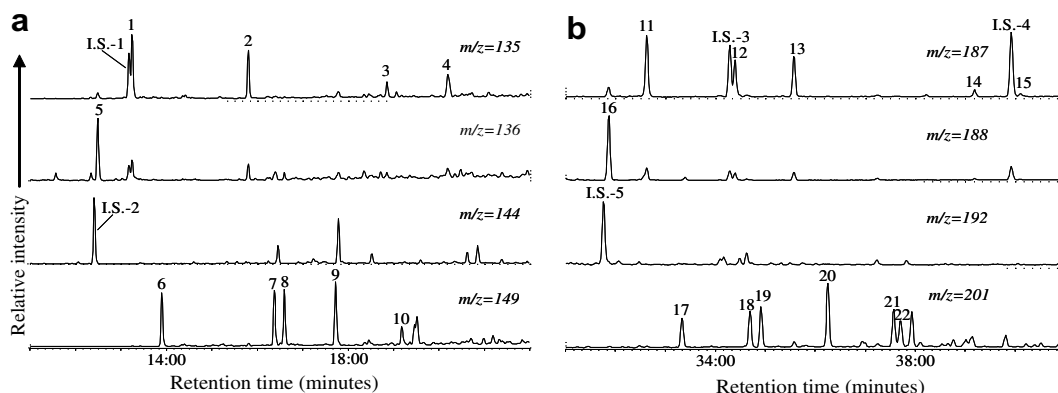 a
I.S.-1
1
2
3
4
m/z=135
5
m/z=136
I.S.-2
m/z=144
6
7
8
9
10
m/z=149
14:00
18:00
Retention time (minutes)
Relative intensity
b
11
I.S.-3
12
13
m/z=187
14
I.S.-4
15
16
m/z=188
I.S.-5
m/z=192
17
18
19
20
21
22
m/z=201
34:00
38:00
Retention time (minutes)